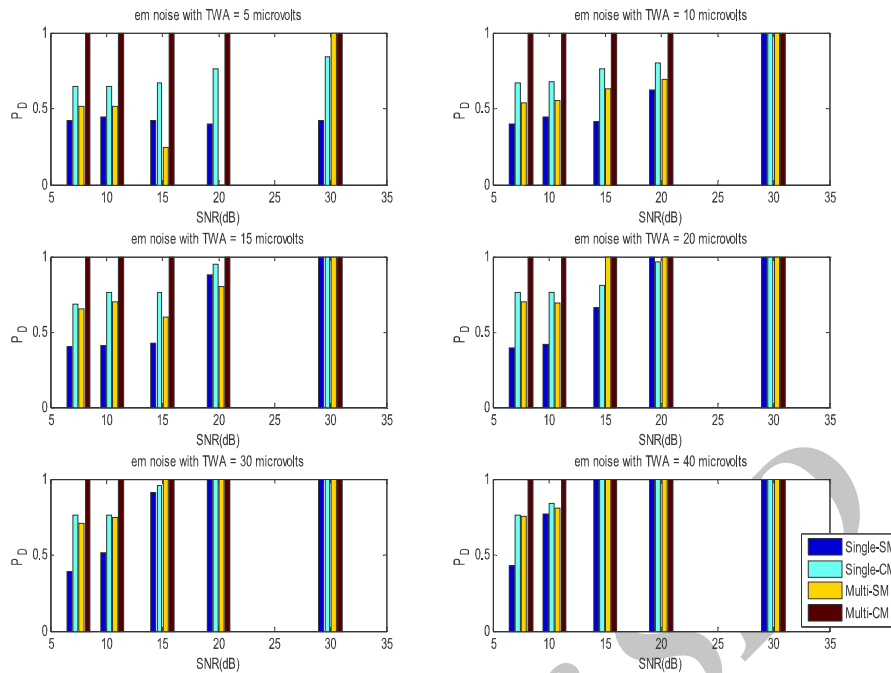 em noise with TWA = 5 microvolts
1
0.5
0
P_D
5 10 15 20 25 30 35
SNR(dB)
em noise with TWA = 10 microvolts
1
0.5
0
P_D
5 10 15 20 25 30 35
SNR(dB)
em noise with TWA = 15 microvolts
1
0.5
0
P_D
5 10 15 20 25 30 35
SNR(dB)
em noise with TWA = 20 microvolts
1
0.5
0
P_D
5 10 15 20 25 30 35
SNR(dB)
em noise with TWA = 30 microvolts
1
0.5
0
P_D
5 10 15 20 25 30 35
SNR(dB)
em noise with TWA = 40 microvolts
1
0.5
0
P_D
5 10 15 20 25 30 35
SNR(dB)
Single-SM
Single-CM
Multi-SM
Multi-CM